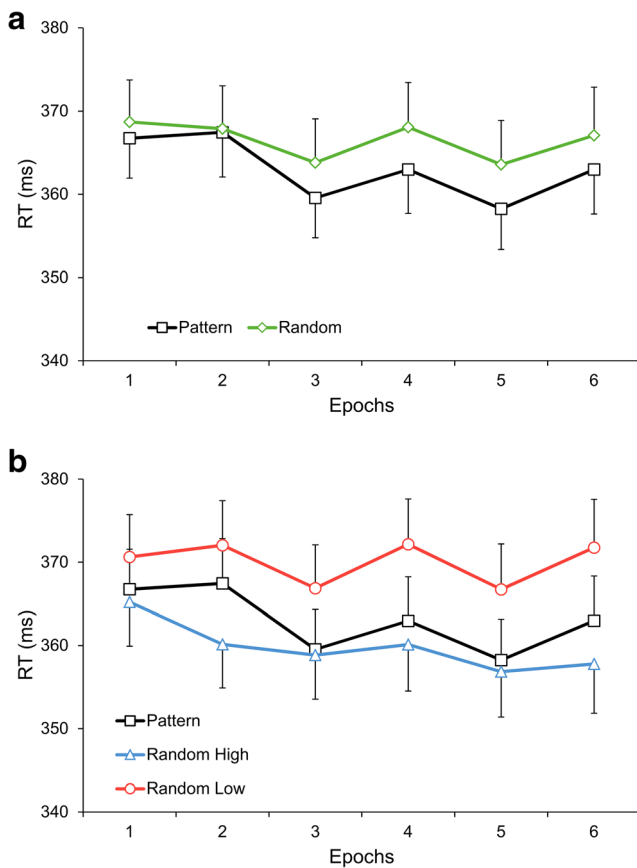 a
380
370
360
350
340
RT (ms)
Pattern Random
1 2 3 4 5 6
Epochs
b
380
370
360
350
340
RT (ms)
Pattern
Random High
Random Low
1 2 3 4 5 6
Epochs